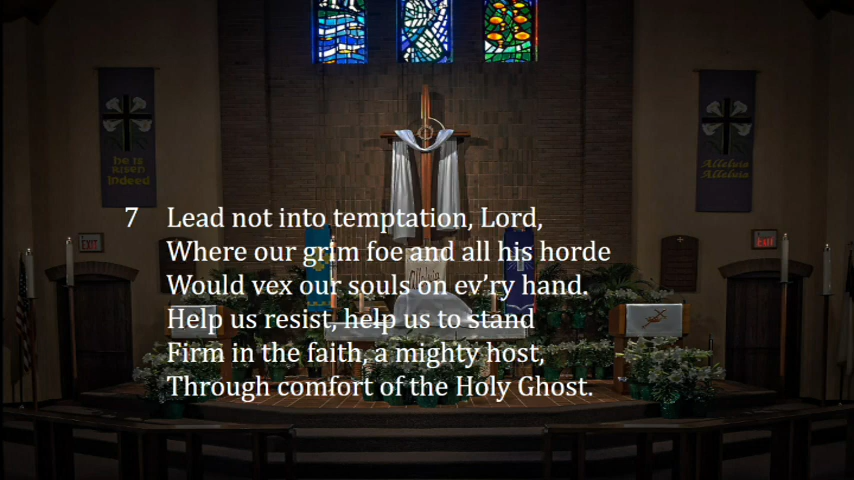 he is
risen
indeed
Alleluia
Alleluia
EXIT
EXIT
7 Lead not into temptation, Lord,
Where our grim foe and all his horde
Would vex our souls on ev’ry hand.
Help us resist, help us to stand
Firm in the faith, a mighty host,
Through comfort of the Holy Ghost.
Alleluia